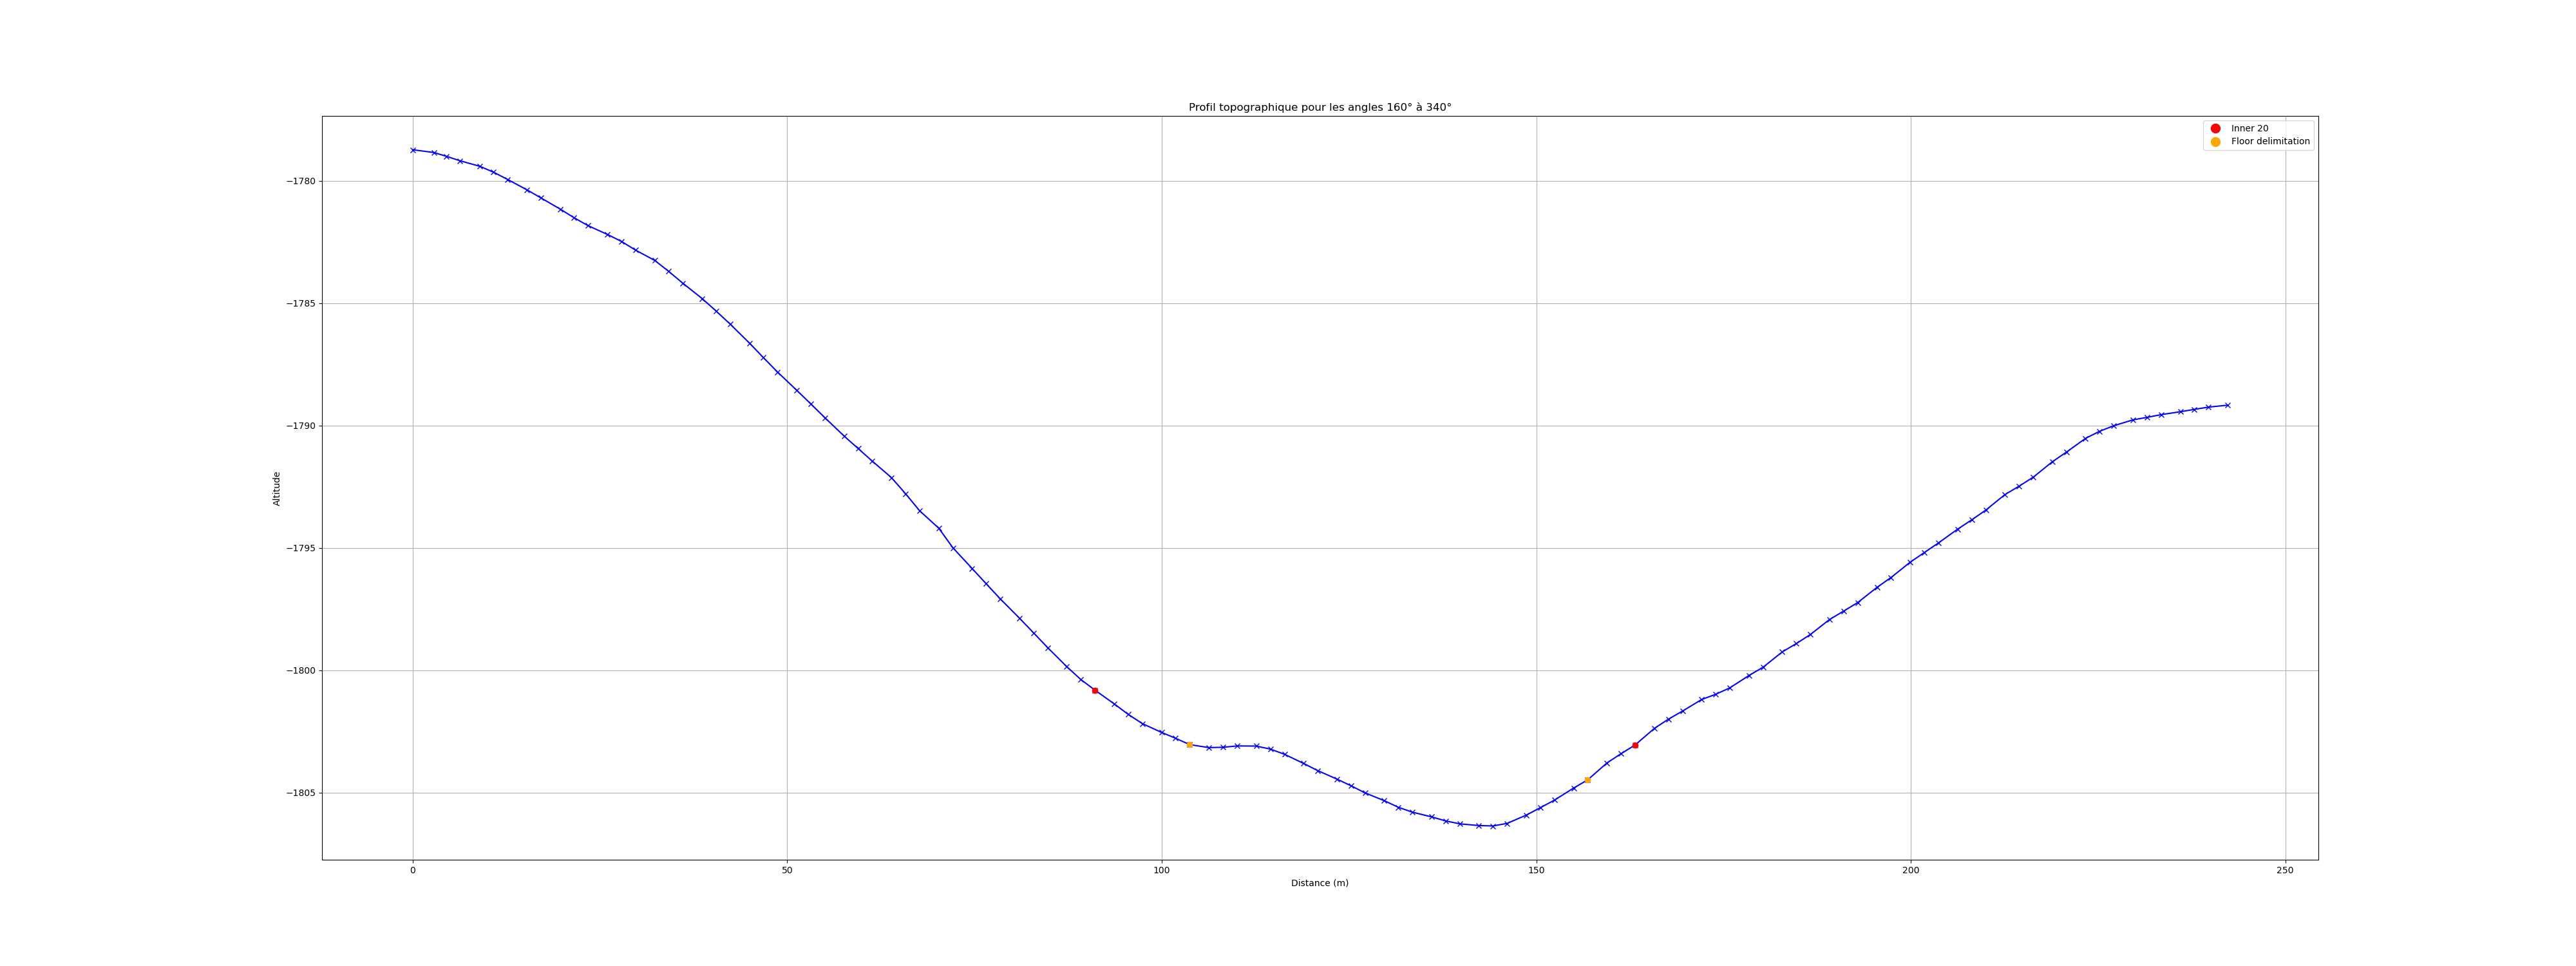 Profil topographique pour les angles 160° à 340°
Inner 20
Floor delimitation
−1780
−1785
−1790
−1795
−1800
−1805
Altitude
0
50
100
150
200
250
Distance (m)